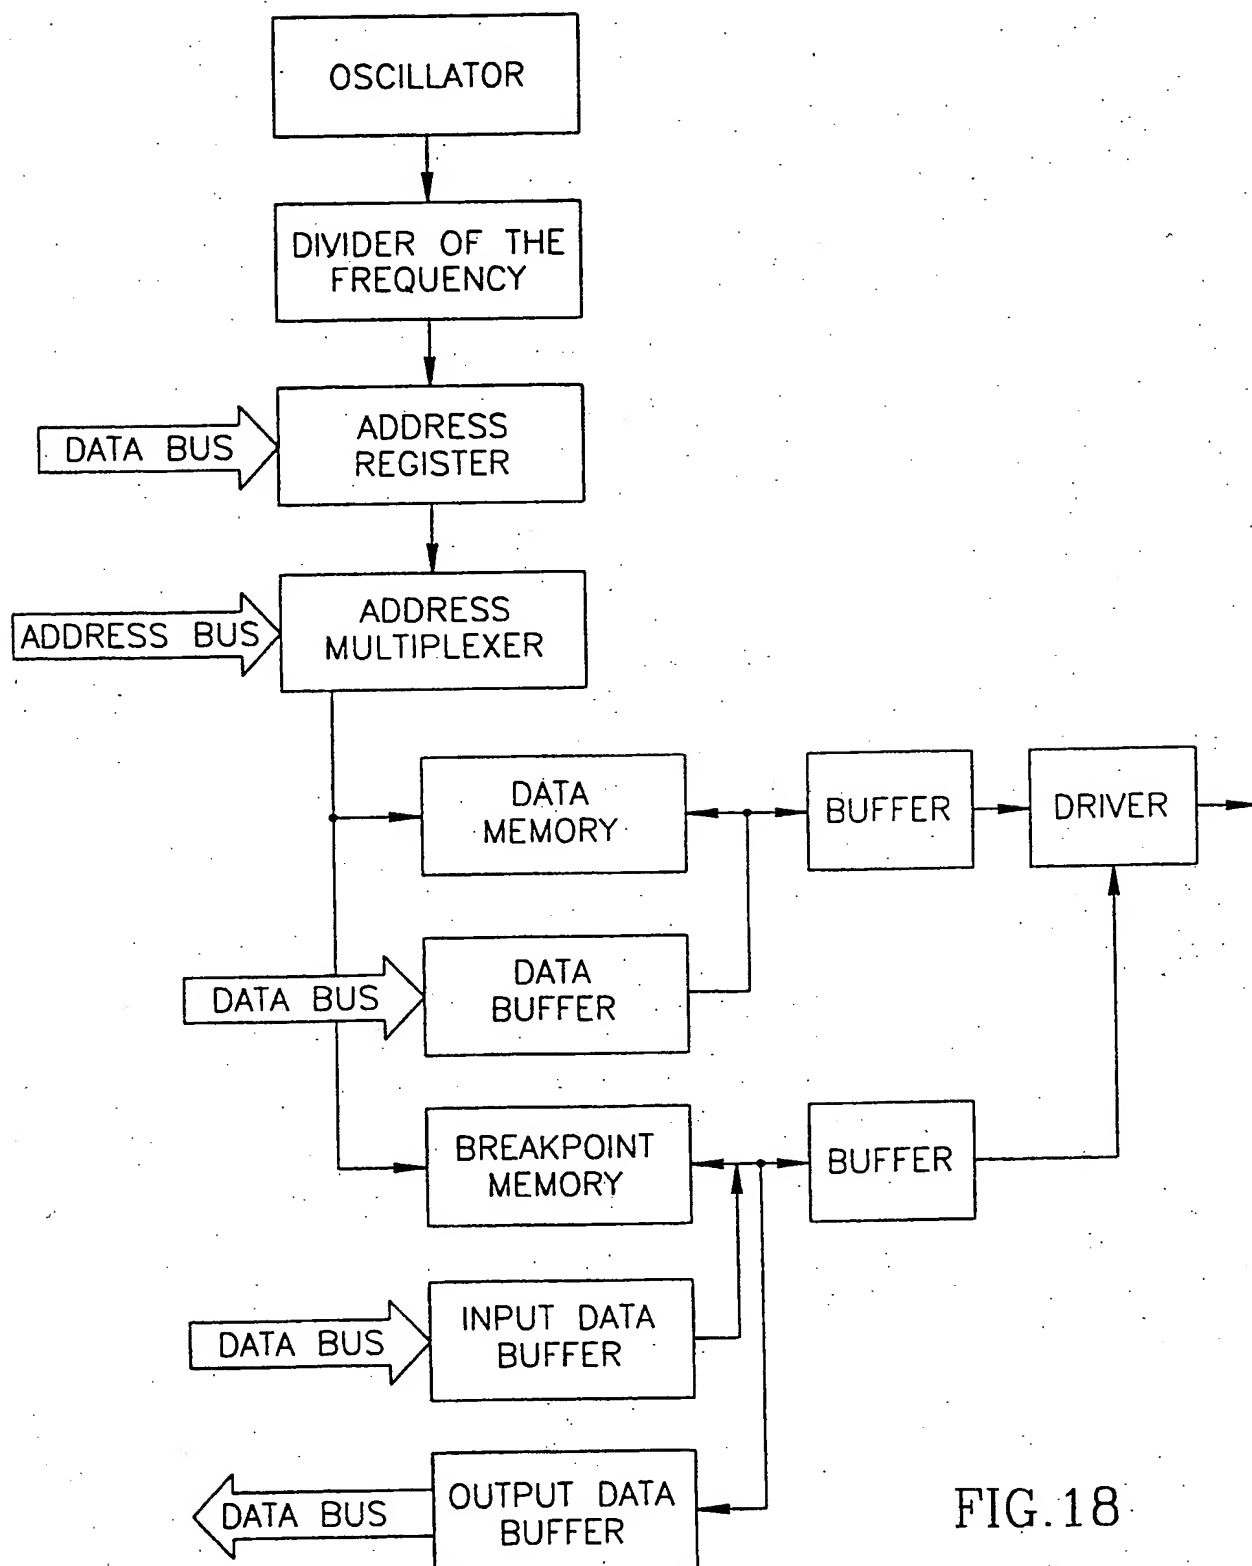 OSCILLATOR
DIVIDER OF THE
FREQUENCY
DATA BUS
ADDRESS
REGISTER
ADDRESS BUS
ADDRESS
MULTIPLEXER
DATA
MEMORY
BUFFER
DRIVER
DATA BUS
DATA
BUFFER
BREAKPOINT
MEMORY
BUFFER
DATA BUS
INPUT DATA
BUFFER
DATA BUS
OUTPUT DATA
BUFFER
FIG.18